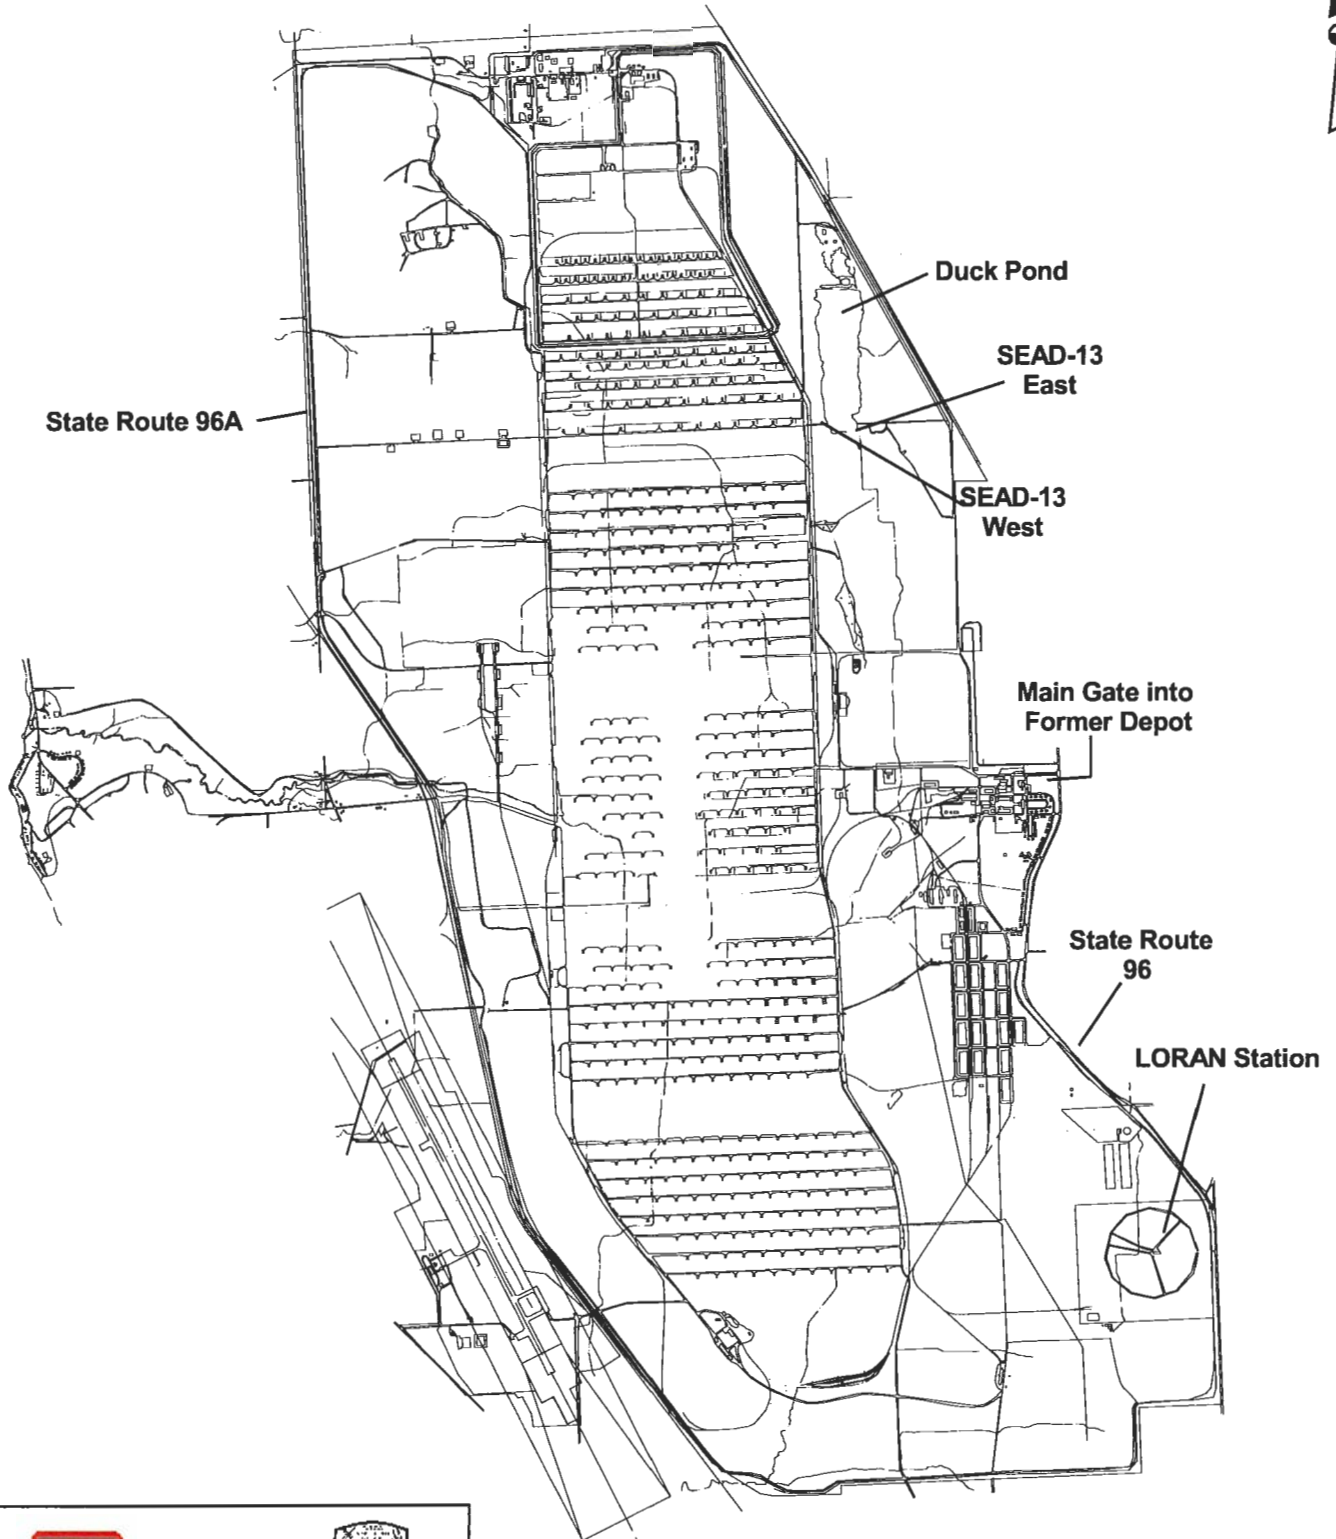 Duck Pond
SEAD-13
East
State Route 96A
SEAD-13
West
Main Gate into
Former Depot
State Route
96
LORAN Station